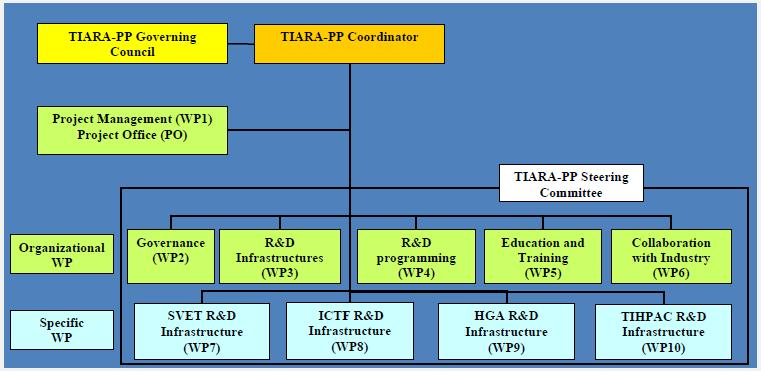 TIARA-PP Governing
Council
TIARA-PP Coordinator
Project Management (WP1)
Project Office (PO)
TIARA-PP Steering
Committee
Organizational
WP
Governance
(WP2)
R&D
Infrastructures
(WP3)
R&D
programming
(WP4)
Education and
Training
(WP5)
Collaboration
with Industry
(WP6)
Specific
WP
SVET R&D
Infrastructure
(WP7)
ICTF R&D
Infrastructure
(WP8)
HGA R&D
Infrastructure
(WP9)
TIHPAC R&D
Infrastructure
(WP10)